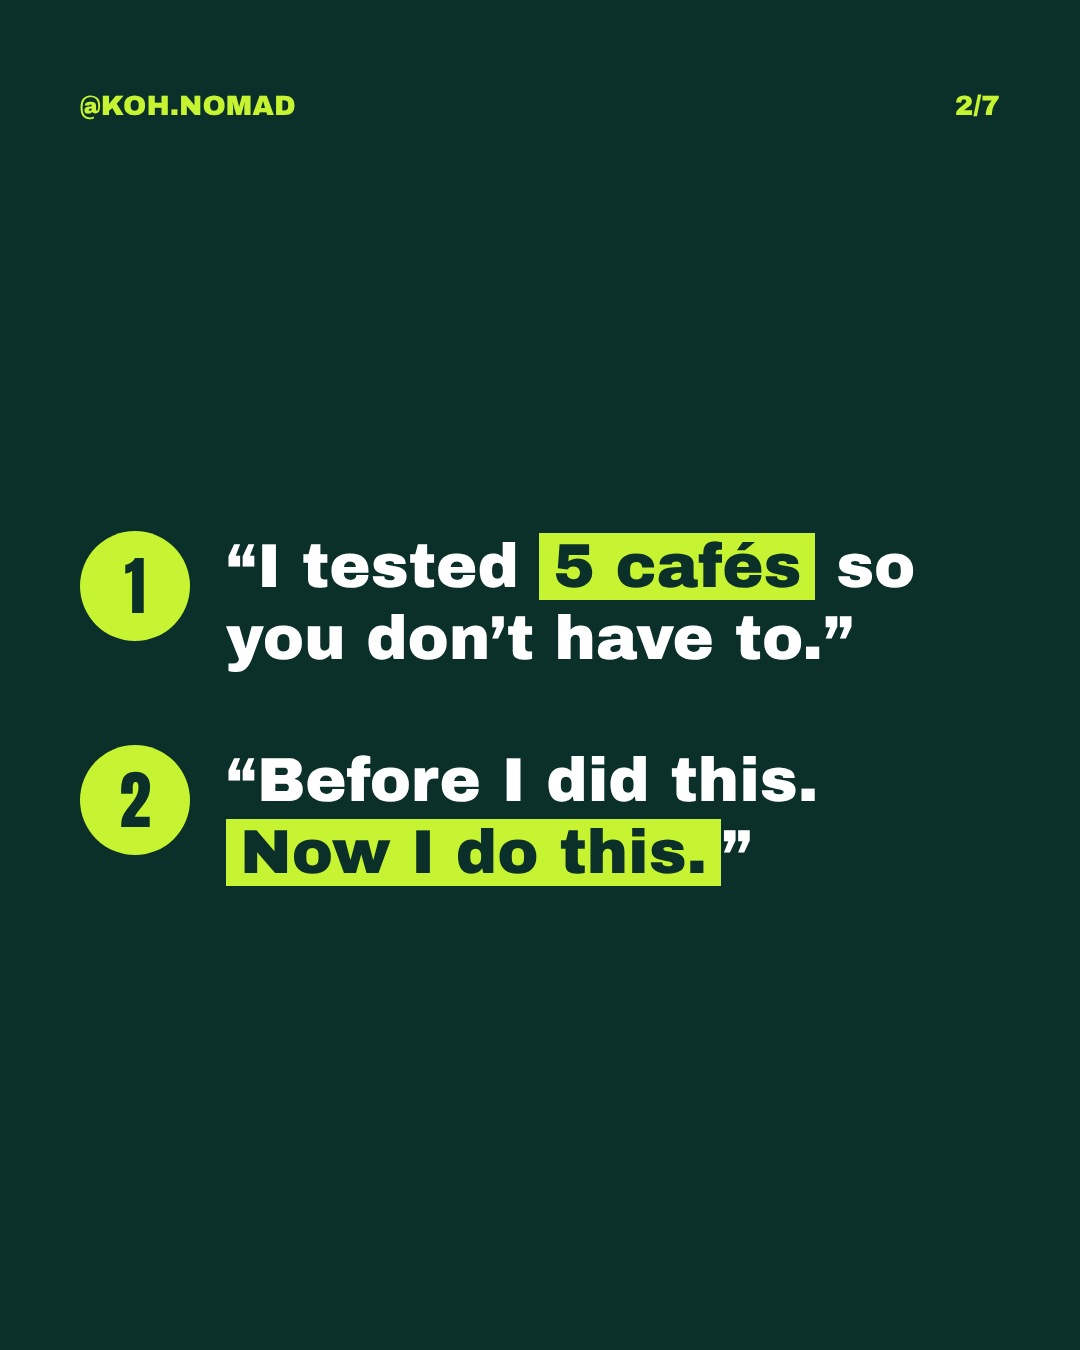 @KOH.NOMAD
2/7
1
“I tested 5 cafés so
you don’t have to.”
2
“Before I did this.
Now I do this.”